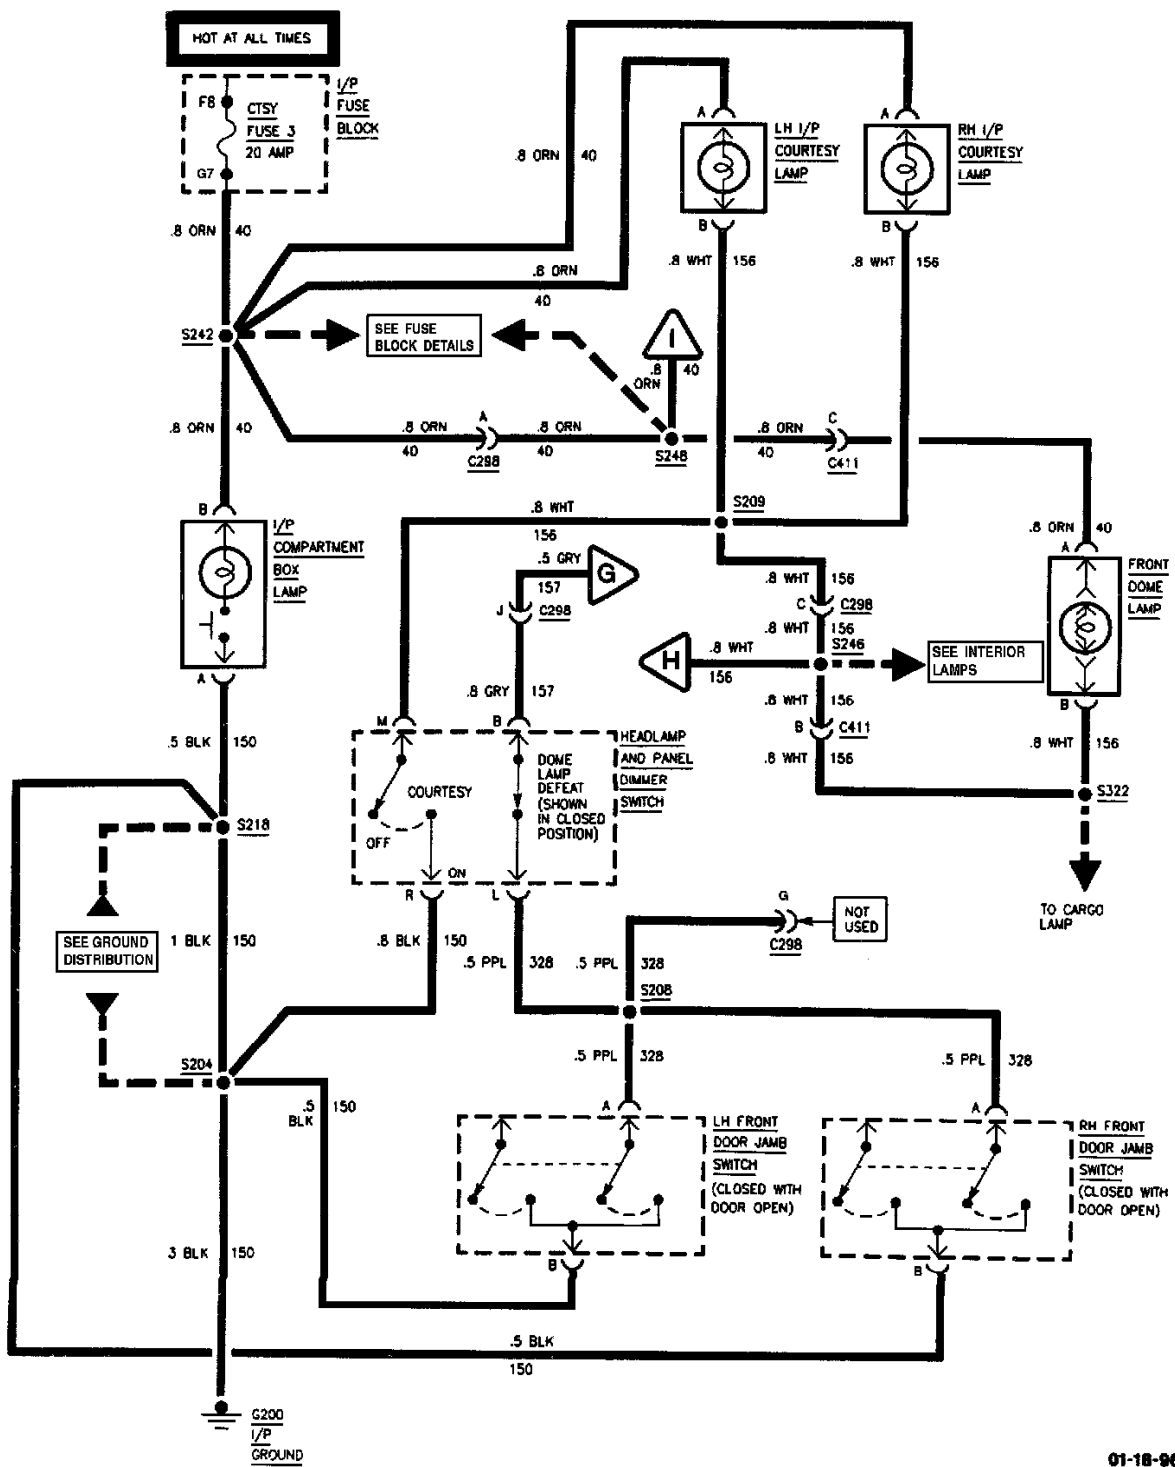 HOT AT ALL TIMES
F8
CTSY
FUSE 3
20 AMP
G7
I/P
FUSE
BLOCK
.8 ORN 40
.8 ORN 40
.8 ORN
40
A
LH I/P
COURTESY
LAMP
B
.8 WHT 156
A
RH I/P
COURTESY
LAMP
B
.8 WHT 156
S242
SEE FUSE
BLOCK DETAILS
I
.8 40
ORN
.8 ORN 40
.8 ORN
40
A
C298
.8 ORN
40
S248
.8 ORN
40
C
C411
.8 WHT
156
S209
.8 ORN 40
B
I/P
COMPARTMENT
BOX
LAMP
A
.5 GRY
157
G
J C298
.8 GRY 157
.8 WHT 156
C C298
.8 WHT 156
S246
H
.8 WHT
156
SEE INTERIOR
LAMPS
.8 WHT 156
B C411
.8 WHT 156
A
FRONT
DOME
LAMP
B
.8 WHT 156
S322
TO CARGO
LAMP
.5 BLK 150
M
B
HEADLAMP
AND PANEL
DIMMER
SWITCH
COURTESY
OFF
ON
DOME
LAMP
DEFEAT
(SHOWN
IN CLOSED
POSITION)
R
L
S218
SEE GROUND
DISTRIBUTION
1 BLK 150
.8 BLK 150
.5 PPL 328
.5 PPL 328
G
C298
NOT
USED
S208
S204
.5 150
BLK
.5 PPL 328
.5 PPL 328
A
LH FRONT
DOOR JAMB
SWITCH
(CLOSED WITH
DOOR OPEN)
B
A
RH FRONT
DOOR JAMB
SWITCH
(CLOSED WITH
DOOR OPEN)
B
3 BLK 150
.5 BLK
150
G200
I/P
GROUND